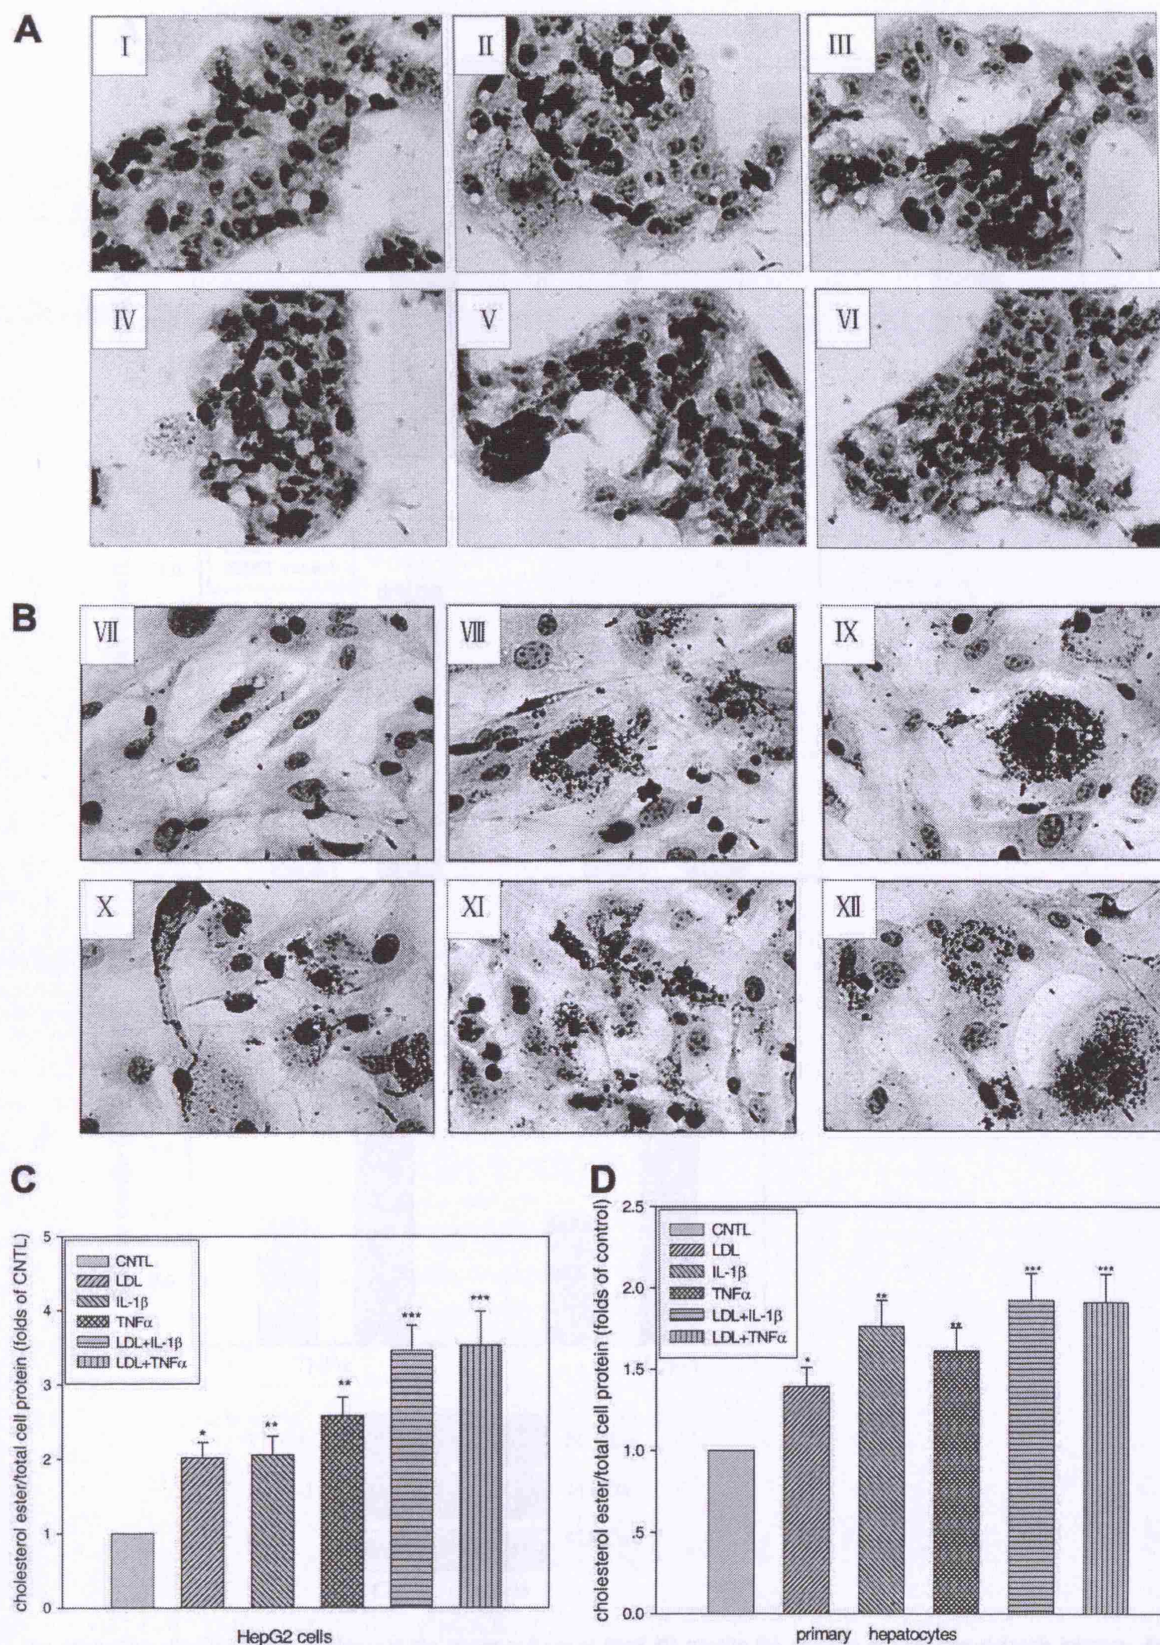 A
I
II
III
IV
V
VI
B
VII
VIII
IX
X
XI
XII
C
cholesterol ester/total cell protein (folds of CNTL)
5
4
3
2
1
0
CNTL
LDL
IL-1β
TNFα
LDL+IL-1β
LDL+TNFα
*
**
**
***
***
HepG2 cells
D
cholesterol ester/total cell protein (folds of control)
2.5
2.0
1.5
1.0
.5
0.0
CNTL
LDL
IL-1β
TNFα
LDL+IL-1β
LDL+TNFα
*
**
**
***
***
primary hepatocytes